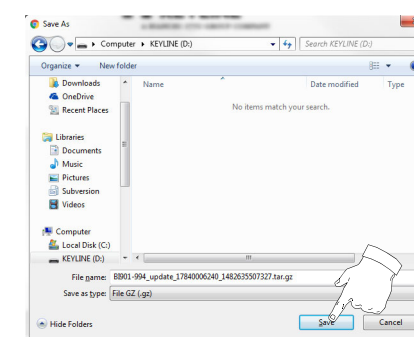 Save As
Computer ▸ KEYLINE (D:)
Search KEYLINE (D:)
Organize
New folder
Downloads
OneDrive
Recent Places
Libraries
Documents
Music
Pictures
Subversion
Videos
Computer
Local Disk (C:)
KEYLINE (D:)
Name
Date modified
Type
No items match your search.
File name: BI901-994_update_17840006240_1482635507327.tar.gz
Save as type: File GZ (.gz)
Hide Folders
Save
Cancel